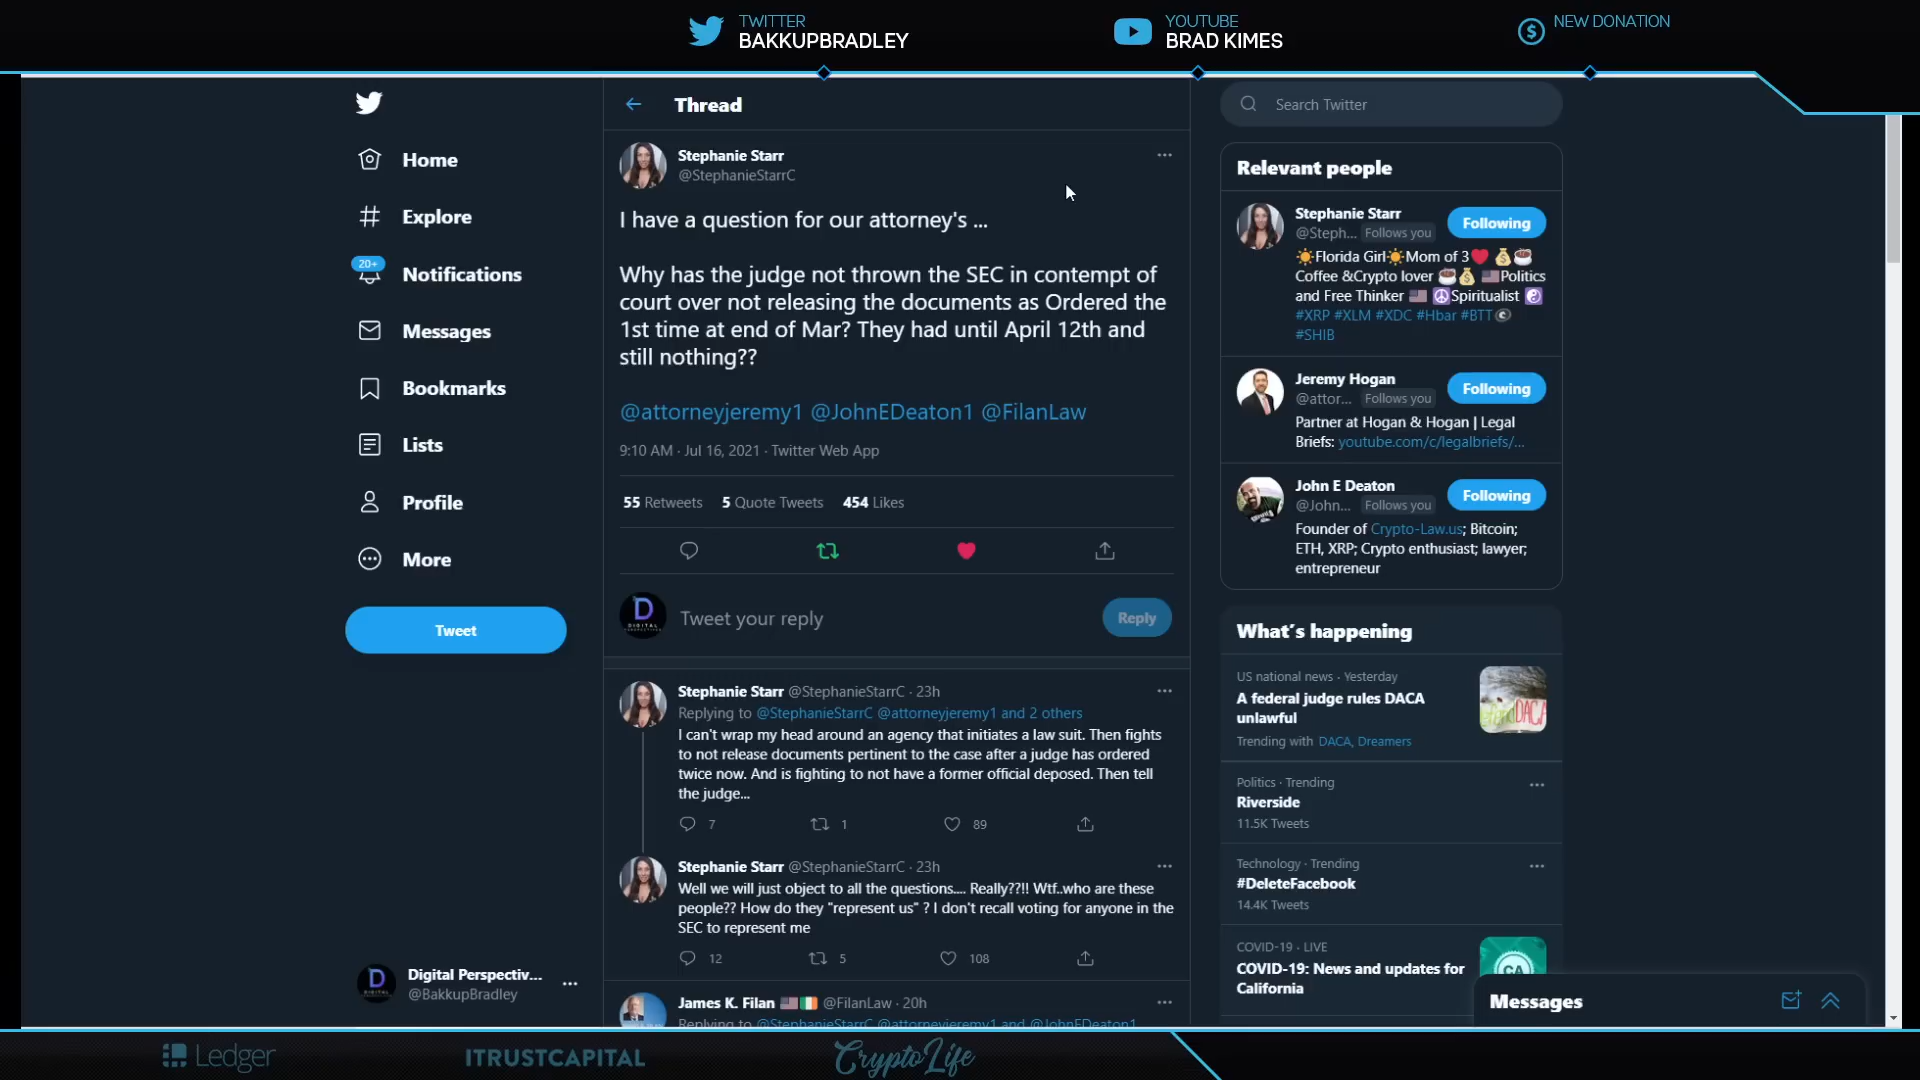 TWITTER
BAKKUPBRADLEY
YOUTUBE
BRAD KIMES
NEW DONATION
Home
Explore
20+
Notifications
Messages
Bookmarks
Lists
Profile
More
Tweet
Digital Perspectiv...
@BakkupBradley
Thread
Stephanie Starr
@StephanieStarrC
I have a question for our attorney's ...
Why has the judge not thrown the SEC in contempt of
court over not releasing the documents as Ordered the
1st time at end of Mar? They had until April 12th and
still nothing??
@attorneyjeremy1 @JohnEDeaton1 @FilanLaw
9:10 AM · Jul 16, 2021 · Twitter Web App
55 Retweets 5 Quote Tweets 454 Likes
Tweet your reply
Reply
Stephanie Starr @StephanieStarrC · 23h
Replying to @StephanieStarrC @attorneyjeremy1 and 2 others
I can't wrap my head around an agency that initiates a law suit. Then fights
to not release documents pertinent to the case after a judge has ordered
twice now. And is fighting to not have a former official deposed. Then tell
the judge...
7 1 89
Stephanie Starr @StephanieStarrC · 23h
Well we will just object to all the questions.... Really??!! Wtf..who are these
people?? How do they "represent us" ? I don't recall voting for anyone in the
SEC to represent me
12 5 108
James K. Filan @FilanLaw · 20h
Replying to @StephanieStarrC @attorneyjeremy1 and @JohnEDeaton1
Search Twitter
Relevant people
Stephanie Starr
@Steph... Follows you
Following
Florida Girl Mom of 3
Coffee &Crypto lover Politics
and Free Thinker Spiritualist
#XRP #XLM #XDC #Hbar #BTT
#SHIB
Jeremy Hogan
@attor... Follows you
Following
Partner at Hogan & Hogan | Legal
Briefs: youtube.com/c/legalbriefs/...
John E Deaton
@John... Follows you
Following
Founder of Crypto-Law.us; Bitcoin;
ETH, XRP; Crypto enthusiast; lawyer;
entrepreneur
What's happening
US national news · Yesterday
A federal judge rules DACA
unlawful
Trending with DACA, Dreamers
Politics · Trending
Riverside
11.5K Tweets
Technology · Trending
#DeleteFacebook
14.4K Tweets
COVID-19 · LIVE
COVID-19: News and updates for
California
CA
Messages
Ledger
ITRUSTCAPITAL
CryptoLife